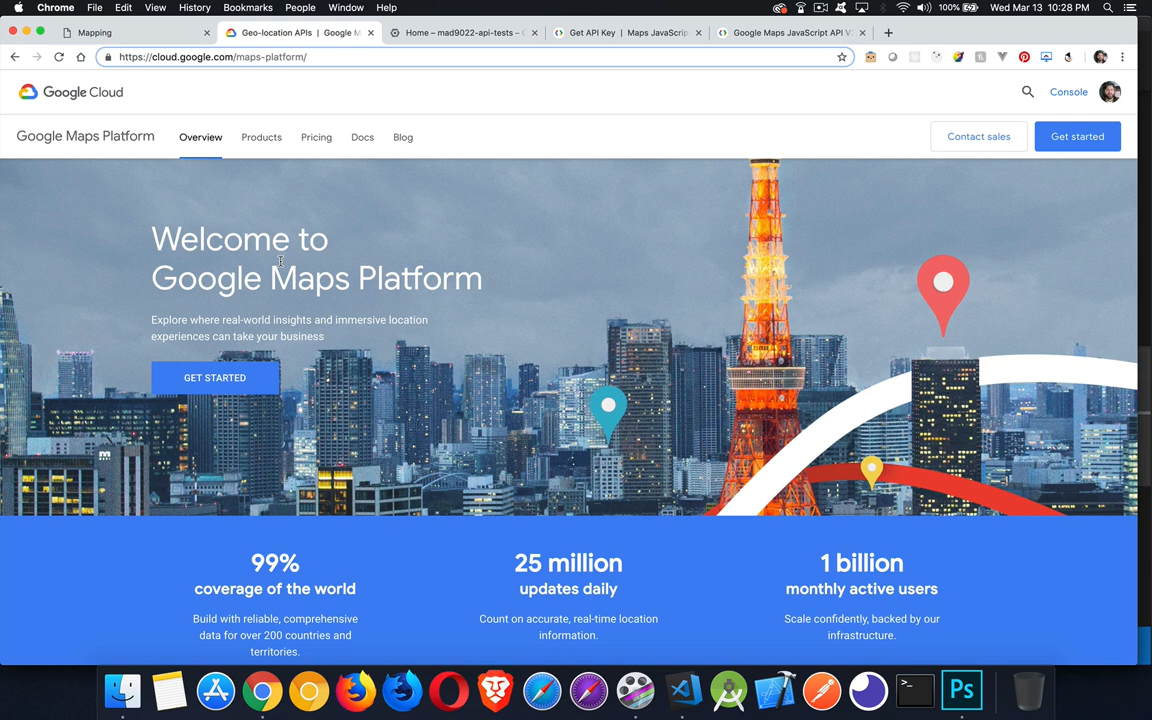 Chrome File Edit View History Bookmarks People Window Help 100% Wed Mar 13 10:28 PM
Mapping
Geo-location APIs | Google M
Home – mad9022-api-tests –
Get API Key | Maps JavaScrip
Google Maps JavaScript API V
https://cloud.google.com/maps-platform/
Google Cloud
Console
Google Maps Platform Overview Products Pricing Docs Blog Contact sales Get started
Welcome to
Google Maps Platform
Explore where real-world insights and immersive location
experiences can take your business
GET STARTED
99%
coverage of the world
Build with reliable, comprehensive
data for over 200 countries and
territories.
25 million
updates daily
Count on accurate, real-time location
information.
1 billion
monthly active users
Scale confidently, backed by our
infrastructure.
Ps